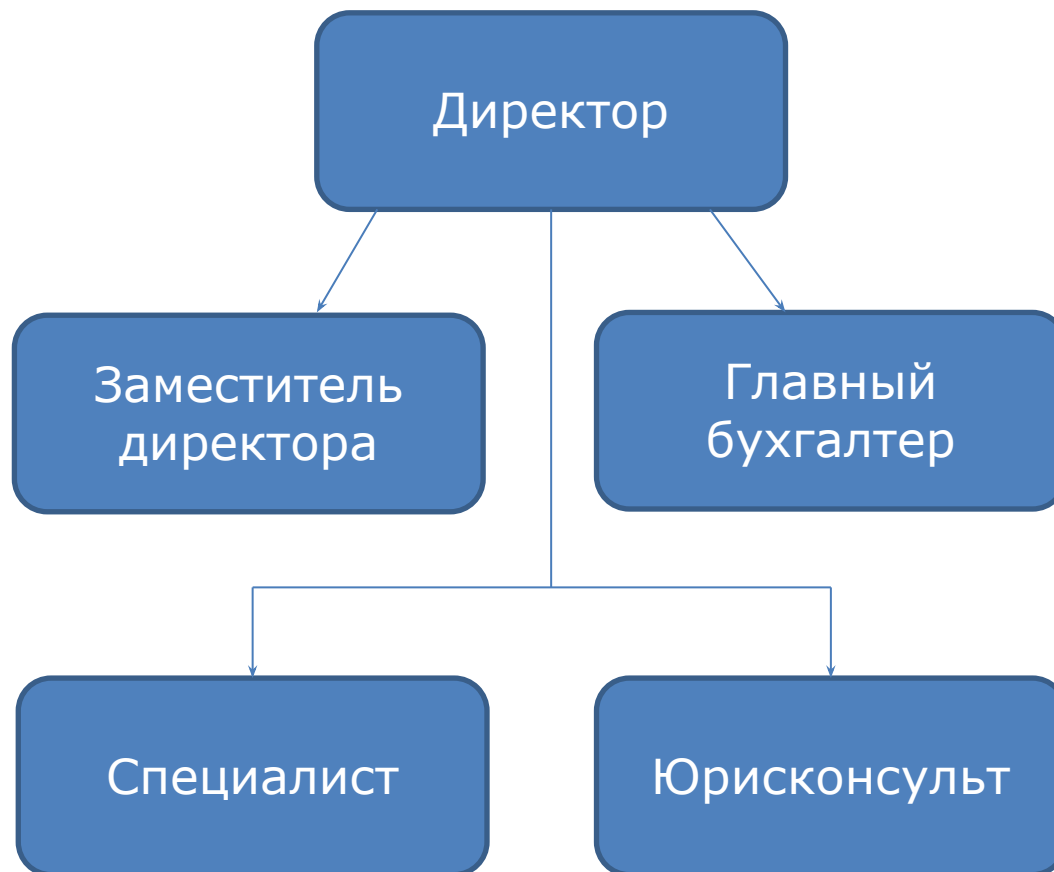 Директор
Заместитель
директора
Главный
бухгалтер
Специалист
Юрисконсульт